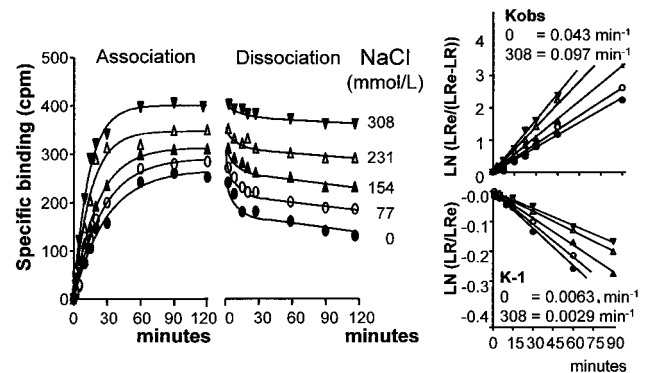 Association
Dissociation
NaCl
(mmol/L)
Specific binding (cpm)
500
400
300
200
100
0
0 30 60 90 120
minutes
0 30 60 90 120
minutes
308
231
154
77
0
Kobs
0 = 0.043 min-1
308 = 0.097 min-1
LN (LRe/(LRe-LR))
4
3
2
1
0
LN (LR/LRe)
-0.0
-0.1
-0.2
-0.3
-0.4
K-1
0 = 0.0063. min-1
308 = 0.0029 min-1
0 15 30 45 60 75 90
minutes